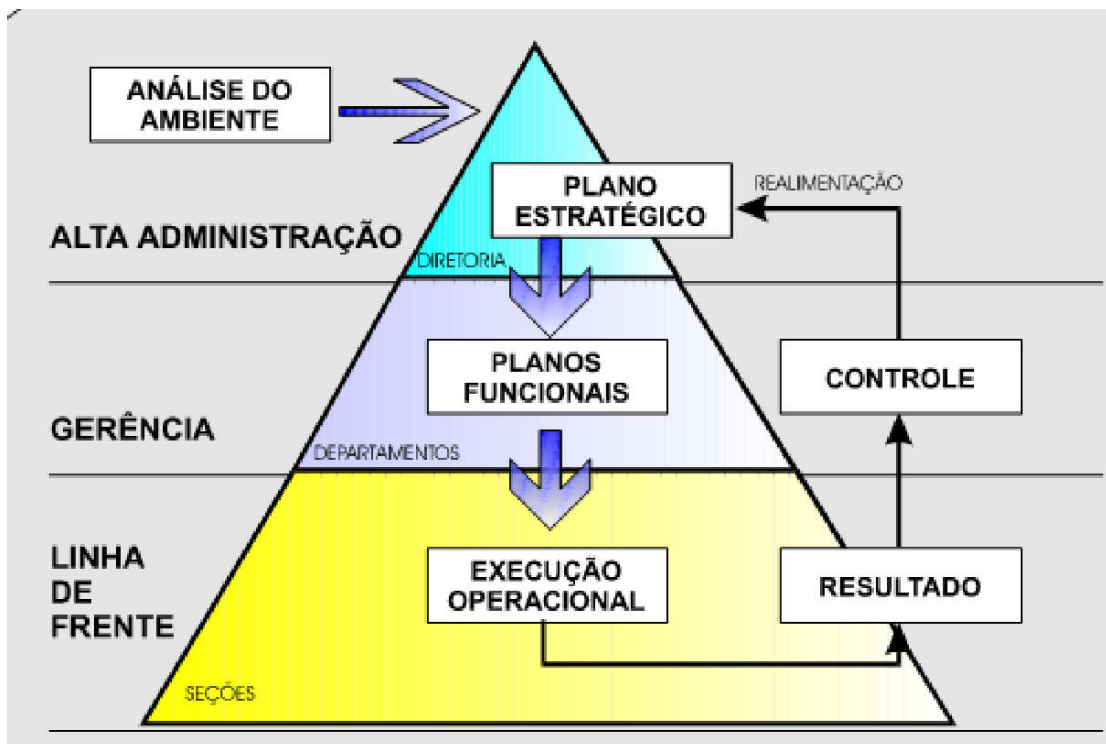 ANÁLISE DO
AMBIENTE
PLANO
ESTRATÉGICO
REALIMENTAÇÃO
ALTA ADMINISTRAÇÃO
DIRETORIA
PLANOS
FUNCIONAIS
CONTROLE
GERÊNCIA
DEPARTAMENTOS
LINHA
DE
FRENTE
EXECUÇÃO
OPERACIONAL
RESULTADO
SEÇÕES